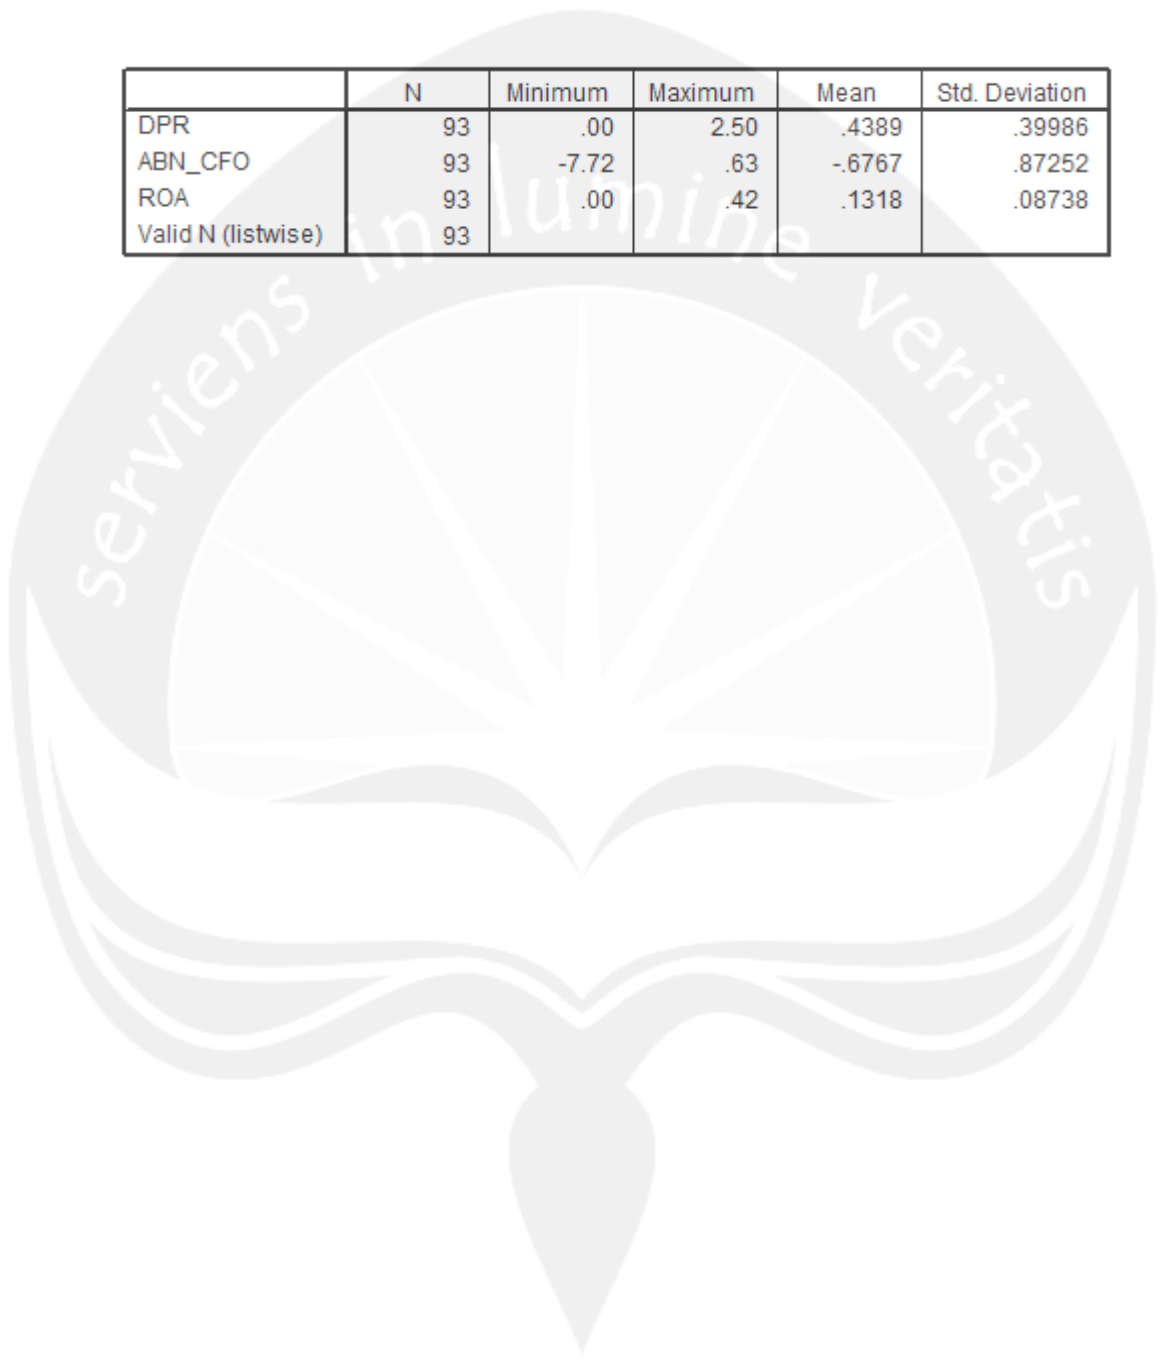 N Minimum Maximum Mean Std. Deviation
DPR 93 .00 2.50 .4389 .39986
ABN_CFO 93 -7.72 .63 -.6767 .87252
ROA 93 .00 .42 .1318 .08738
Valid N (listwise) 93
serviens in lumine veritatis